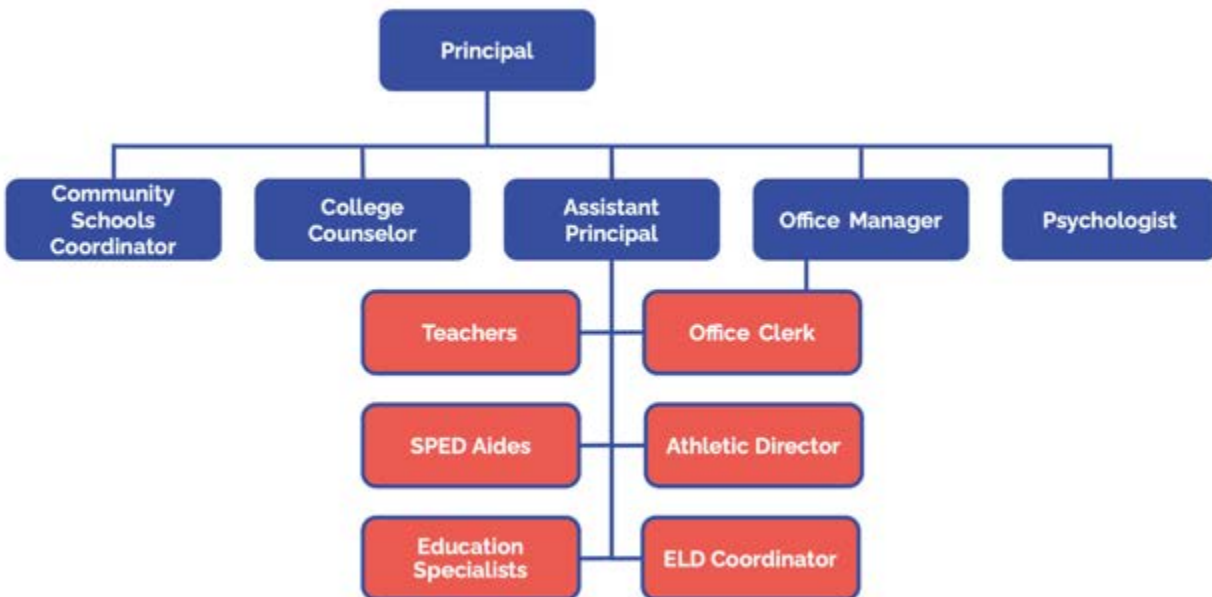 Principal
Community
Schools
Coordinator
College
Counselor
Assistant
Principal
Office Manager
Psychologist
Teachers
Office Clerk
SPED Aides
Athletic Director
Education
Specialists
ELD Coordinator